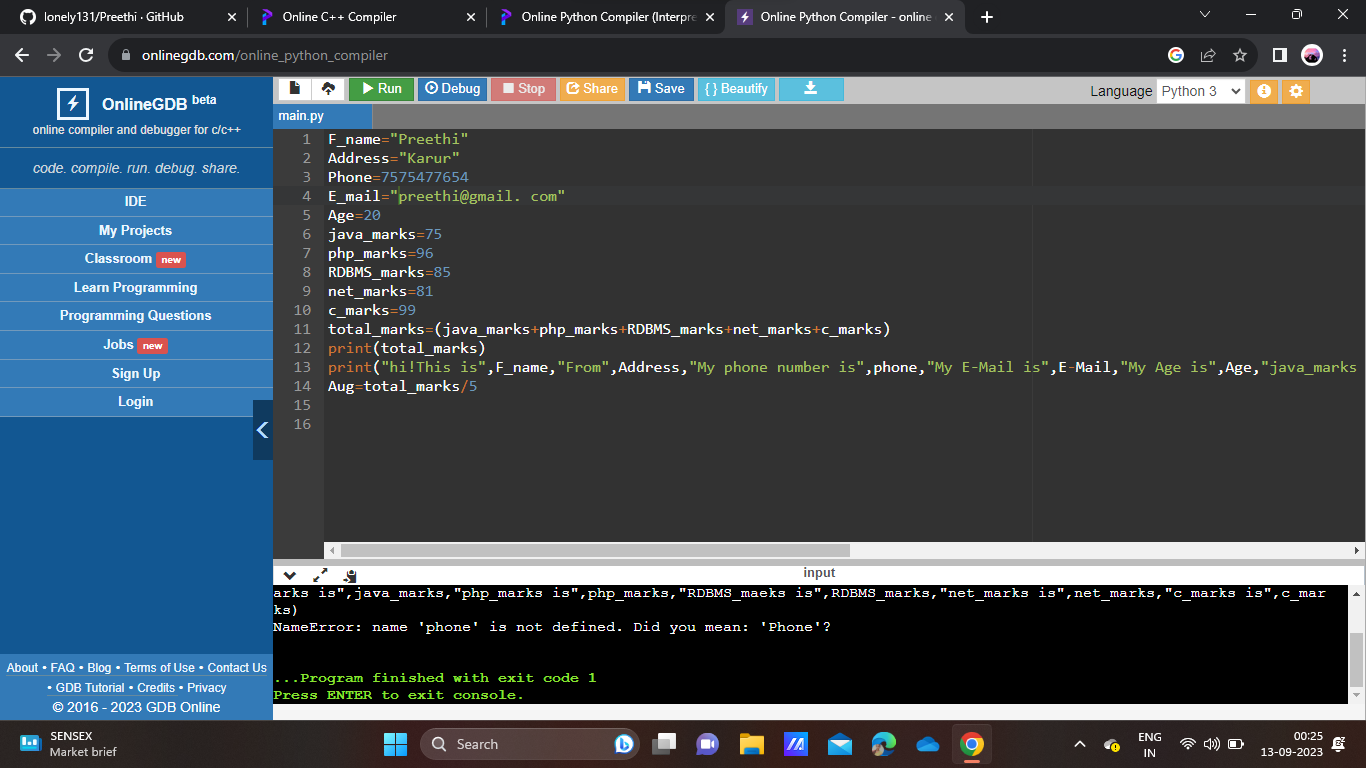 lonely131/Preethi · GitHub
Online C++ Compiler
Online Python Compiler (Interpre
Online Python Compiler - online
onlinegdb.com/online_python_compiler
OnlineGDB beta
online compiler and debugger for c/c++
code. compile. run. debug. share.
IDE
My Projects
Classroom new
Learn Programming
Programming Questions
Jobs new
Sign Up
Login
About • FAQ • Blog • Terms of Use • Contact Us
• GDB Tutorial • Credits • Privacy
© 2016 - 2023 GDB Online
Run Debug Stop Share Save { } Beautify
Language Python 3
main.py
1 F_name="Preethi"
2 Address="Karur"
3 Phone=7575477654
4 E_mail="preethi@gmail. com"
5 Age=20
6 java_marks=75
7 php_marks=96
8 RDBMS_marks=85
9 net_marks=81
10 c_marks=99
11 total_marks=(java_marks+php_marks+RDBMS_marks+net_marks+c_marks)
12 print(total_marks)
13 print("hi!This is",F_name,"From",Address,"My phone number is",phone,"My E-Mail is",E-Mail,"My Age is",Age,"java_marks
14 Aug=total_marks/5
15
16
input
arks is",java_marks,"php_marks is",php_marks,"RDBMS_maeks is",RDBMS_marks,"net_marks is",net_marks,"c_marks is",c_mar
ks)
NameError: name 'phone' is not defined. Did you mean: 'Phone'?
...Program finished with exit code 1
Press ENTER to exit console.
SENSEX
Market brief
Search
ENG
IN
00:25
13-09-2023